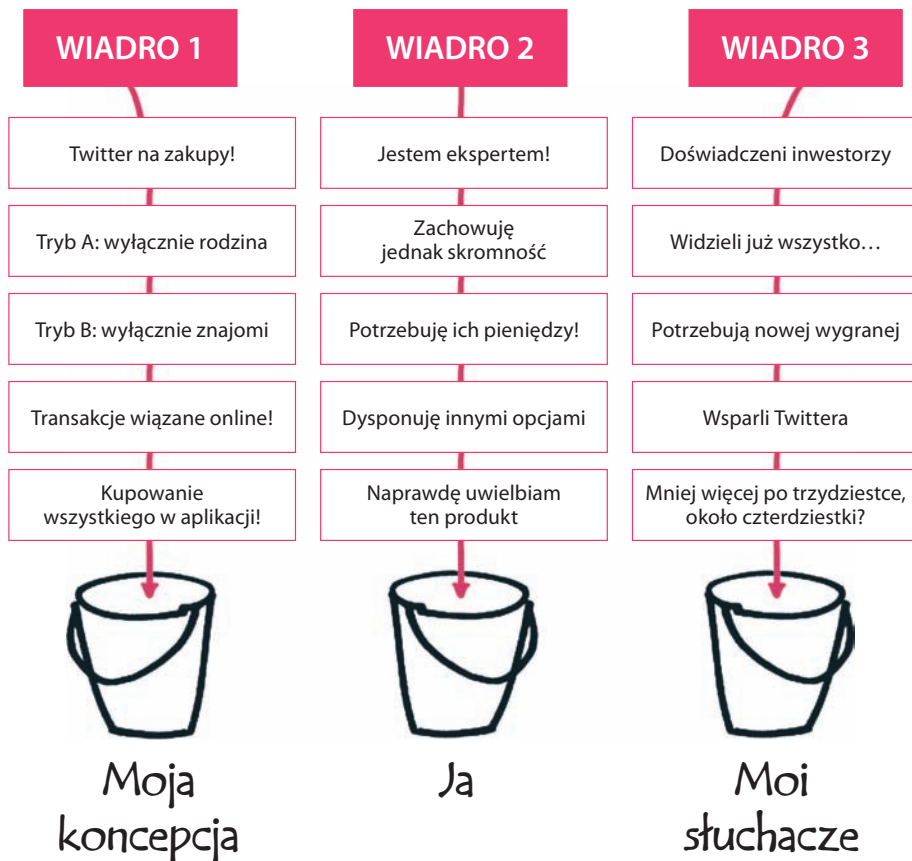 WIADRO 1
Twitter na zakupy!
Tryb A: wyłącznie rodzina
Tryb B: wyłącznie znajomi
Transakcje wiązane online!
Kupowanie
wszystkiego w aplikacji!
Moja
koncepcja
WIADRO 2
Jestem ekspertem!
Zachowuję
jednak skromność
Potrzebuję ich pieniędzy!
Dysponuję innymi opcjami
Naprawdę uwielbiam
ten produkt
Ja
WIADRO 3
Doświadczeni inwestorzy
Widzieli już wszystko…
Potrzebują nowej wygranej
Wsparli Twittera
Mniej więcej po trzydziestce,
około czterdziestki?
Moi
słuchacze